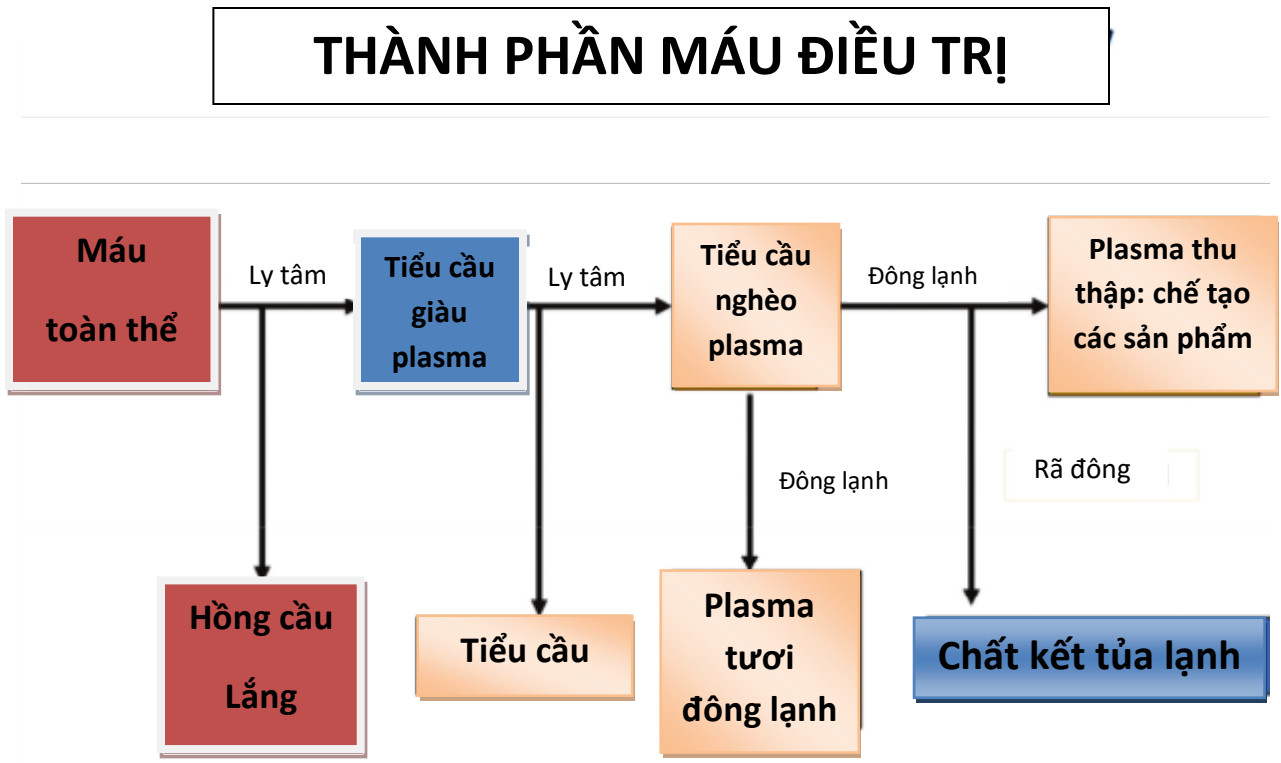 THÀNH PHẦN MÁU ĐIỀU TRỊ
Máu
toàn thể
Ly tâm
Tiểu cầu
giàu
plasma
Ly tâm
Tiểu cầu
nghèo
plasma
Đông lạnh
Plasma thu
thập: chế tạo
các sản phẩm
Đông lạnh
Rã đông
Hồng cầu
Lắng
Tiểu cầu
Plasma
tươi
đông lạnh
Chất kết tủa lạnh